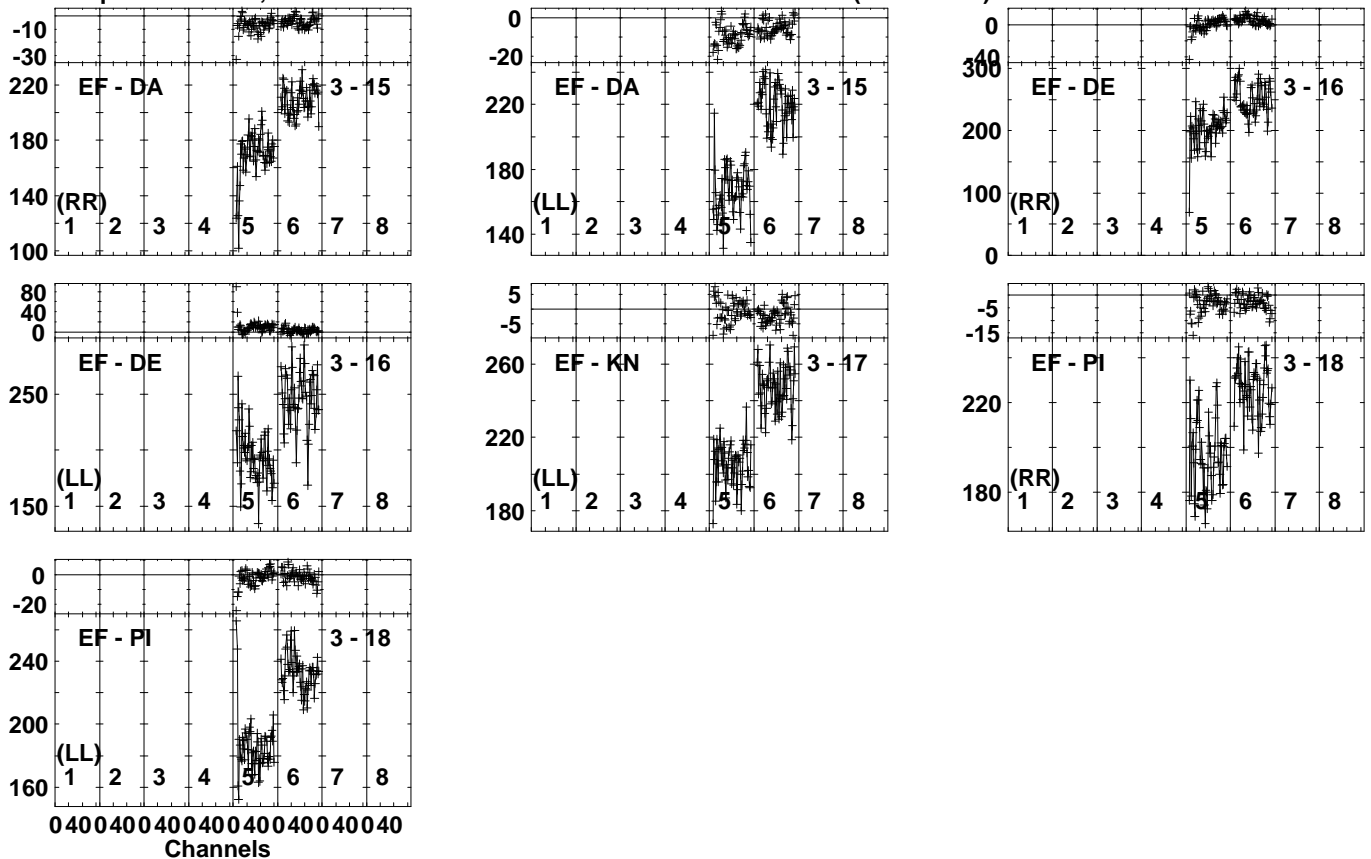 -10
-30
220
180
140
100
EF - DA
3 - 15
(RR)
1 2 3 4 5 6 7 8
0
-20
220
180
140
EF - DA
3 - 15
(LL)
1 2 3 4 5 6 7 8
0
-40
300
200
100
0
EF - DE
3 - 16
(RR)
1 2 3 4 5 6 7 8
80
40
0
250
150
EF - DE
3 - 16
(LL)
1 2 3 4 5 6 7 8
5
-5
260
220
180
EF - KN
3 - 17
(LL)
1 2 3 4 5 6 7 8
-5
-15
220
180
EF - PI
3 - 18
(RR)
1 2 3 4 5 6 7 8
0
-20
240
200
160
EF - PI
3 - 18
(LL)
1 2 3 4 5 6 7 8
0 40 0 40 0 40 0 40 0 40 0 40 0 40 0 40
Channels